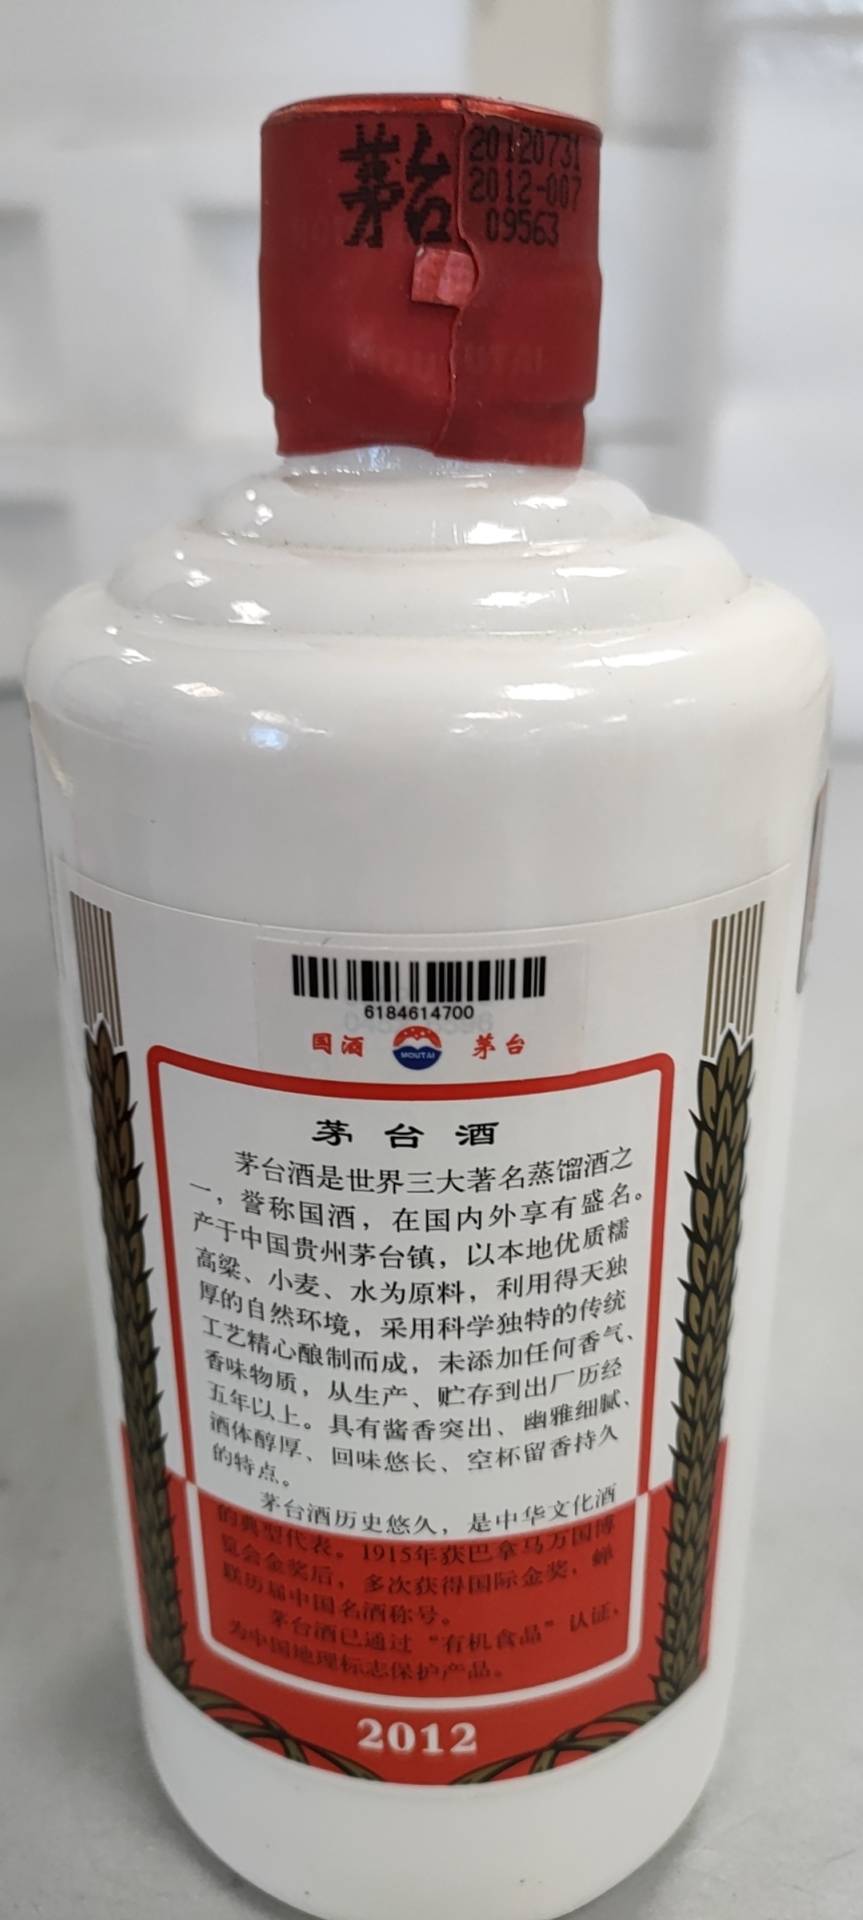 茅台
20120731
2012-007
09563
6184614700
国酒 MOUTAI 茅台
茅台酒
茅台酒是世界三大著名蒸馏酒之
一，誉称国酒，在国内外享有盛名。
产于中国贵州茅台镇，以本地优质糯
高粱、小麦、水为原料，利用得天独
厚的自然环境，采用科学独特的传统
工艺精心酿制而成，未添加任何香气、
香味物质，从生产、贮存到出厂历经
五年以上。具有酱香突出、幽雅细腻、
酒体醇厚、回味悠长、空杯留香持久
的特点。
茅台酒历史悠久，是中华文化酒
的典型代表。1915年获巴拿马万国博
览会金奖后，多次获得国际金奖，蝉
联历届中国名酒称号。
茅台酒已通过“有机食品”认证，
为中国地理标志保护产品。
2012